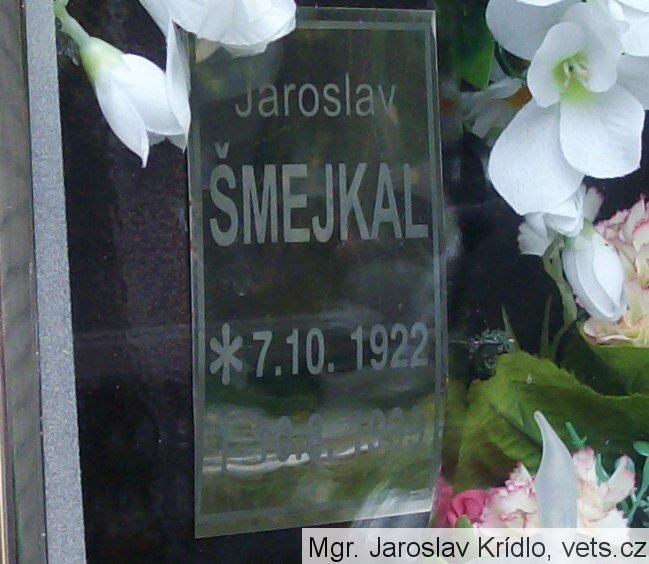 Jaroslav
ŠMEJKAL
*7.10. 1922
Mgr. Jaroslav Krídlo, vets.cz